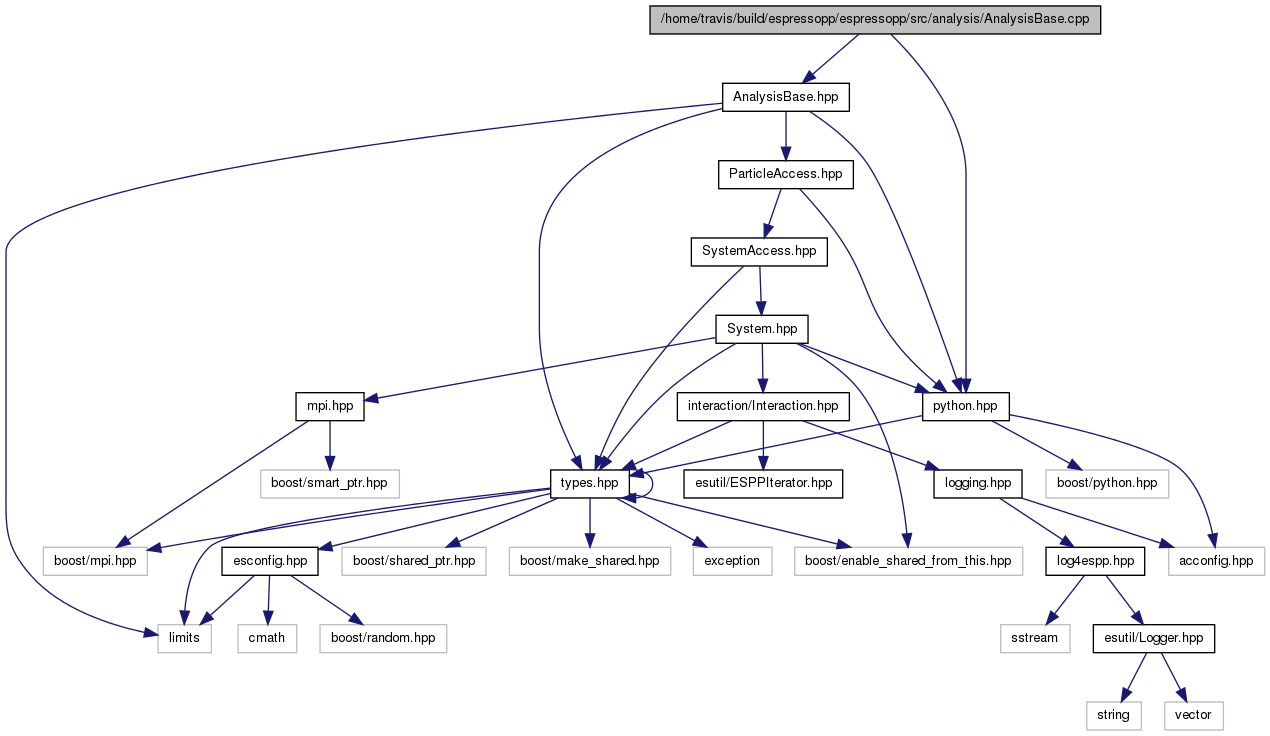 /home/travis/build/espressopp/espressopp/src/analysis/AnalysisBase.cpp
AnalysisBase.hpp
ParticleAccess.hpp
SystemAccess.hpp
System.hpp
mpi.hpp
interaction/Interaction.hpp
python.hpp
boost/smart_ptr.hpp
types.hpp
esutil/ESPPIterator.hpp
logging.hpp
boost/python.hpp
boost/mpi.hpp
esconfig.hpp
boost/shared_ptr.hpp
boost/make_shared.hpp
exception
boost/enable_shared_from_this.hpp
log4espp.hpp
acconfig.hpp
limits
cmath
boost/random.hpp
sstream
esutil/Logger.hpp
string
vector